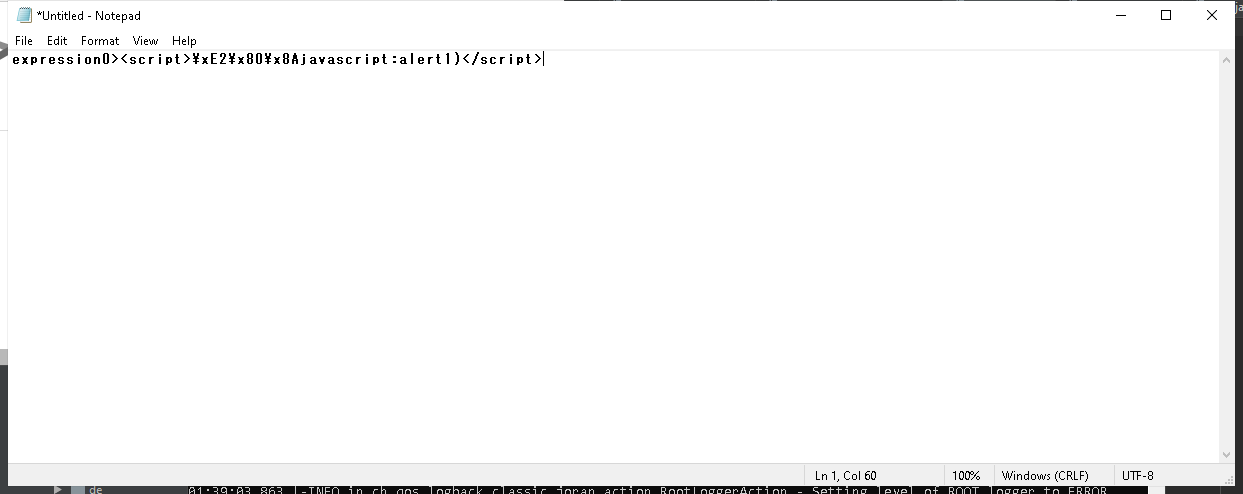 *Untitled - Notepad
File Edit Format View Help
expression0><script>¥xE2¥x80¥x8Ajavascript:alert1)</script>
Ln 1, Col 60 100% Windows (CRLF) UTF-8
de 01:39:03,863 |-INFO in ch.qos.logback.classic.joran.action.RootLoggerAction - Setting level of ROOT logger to ERROR